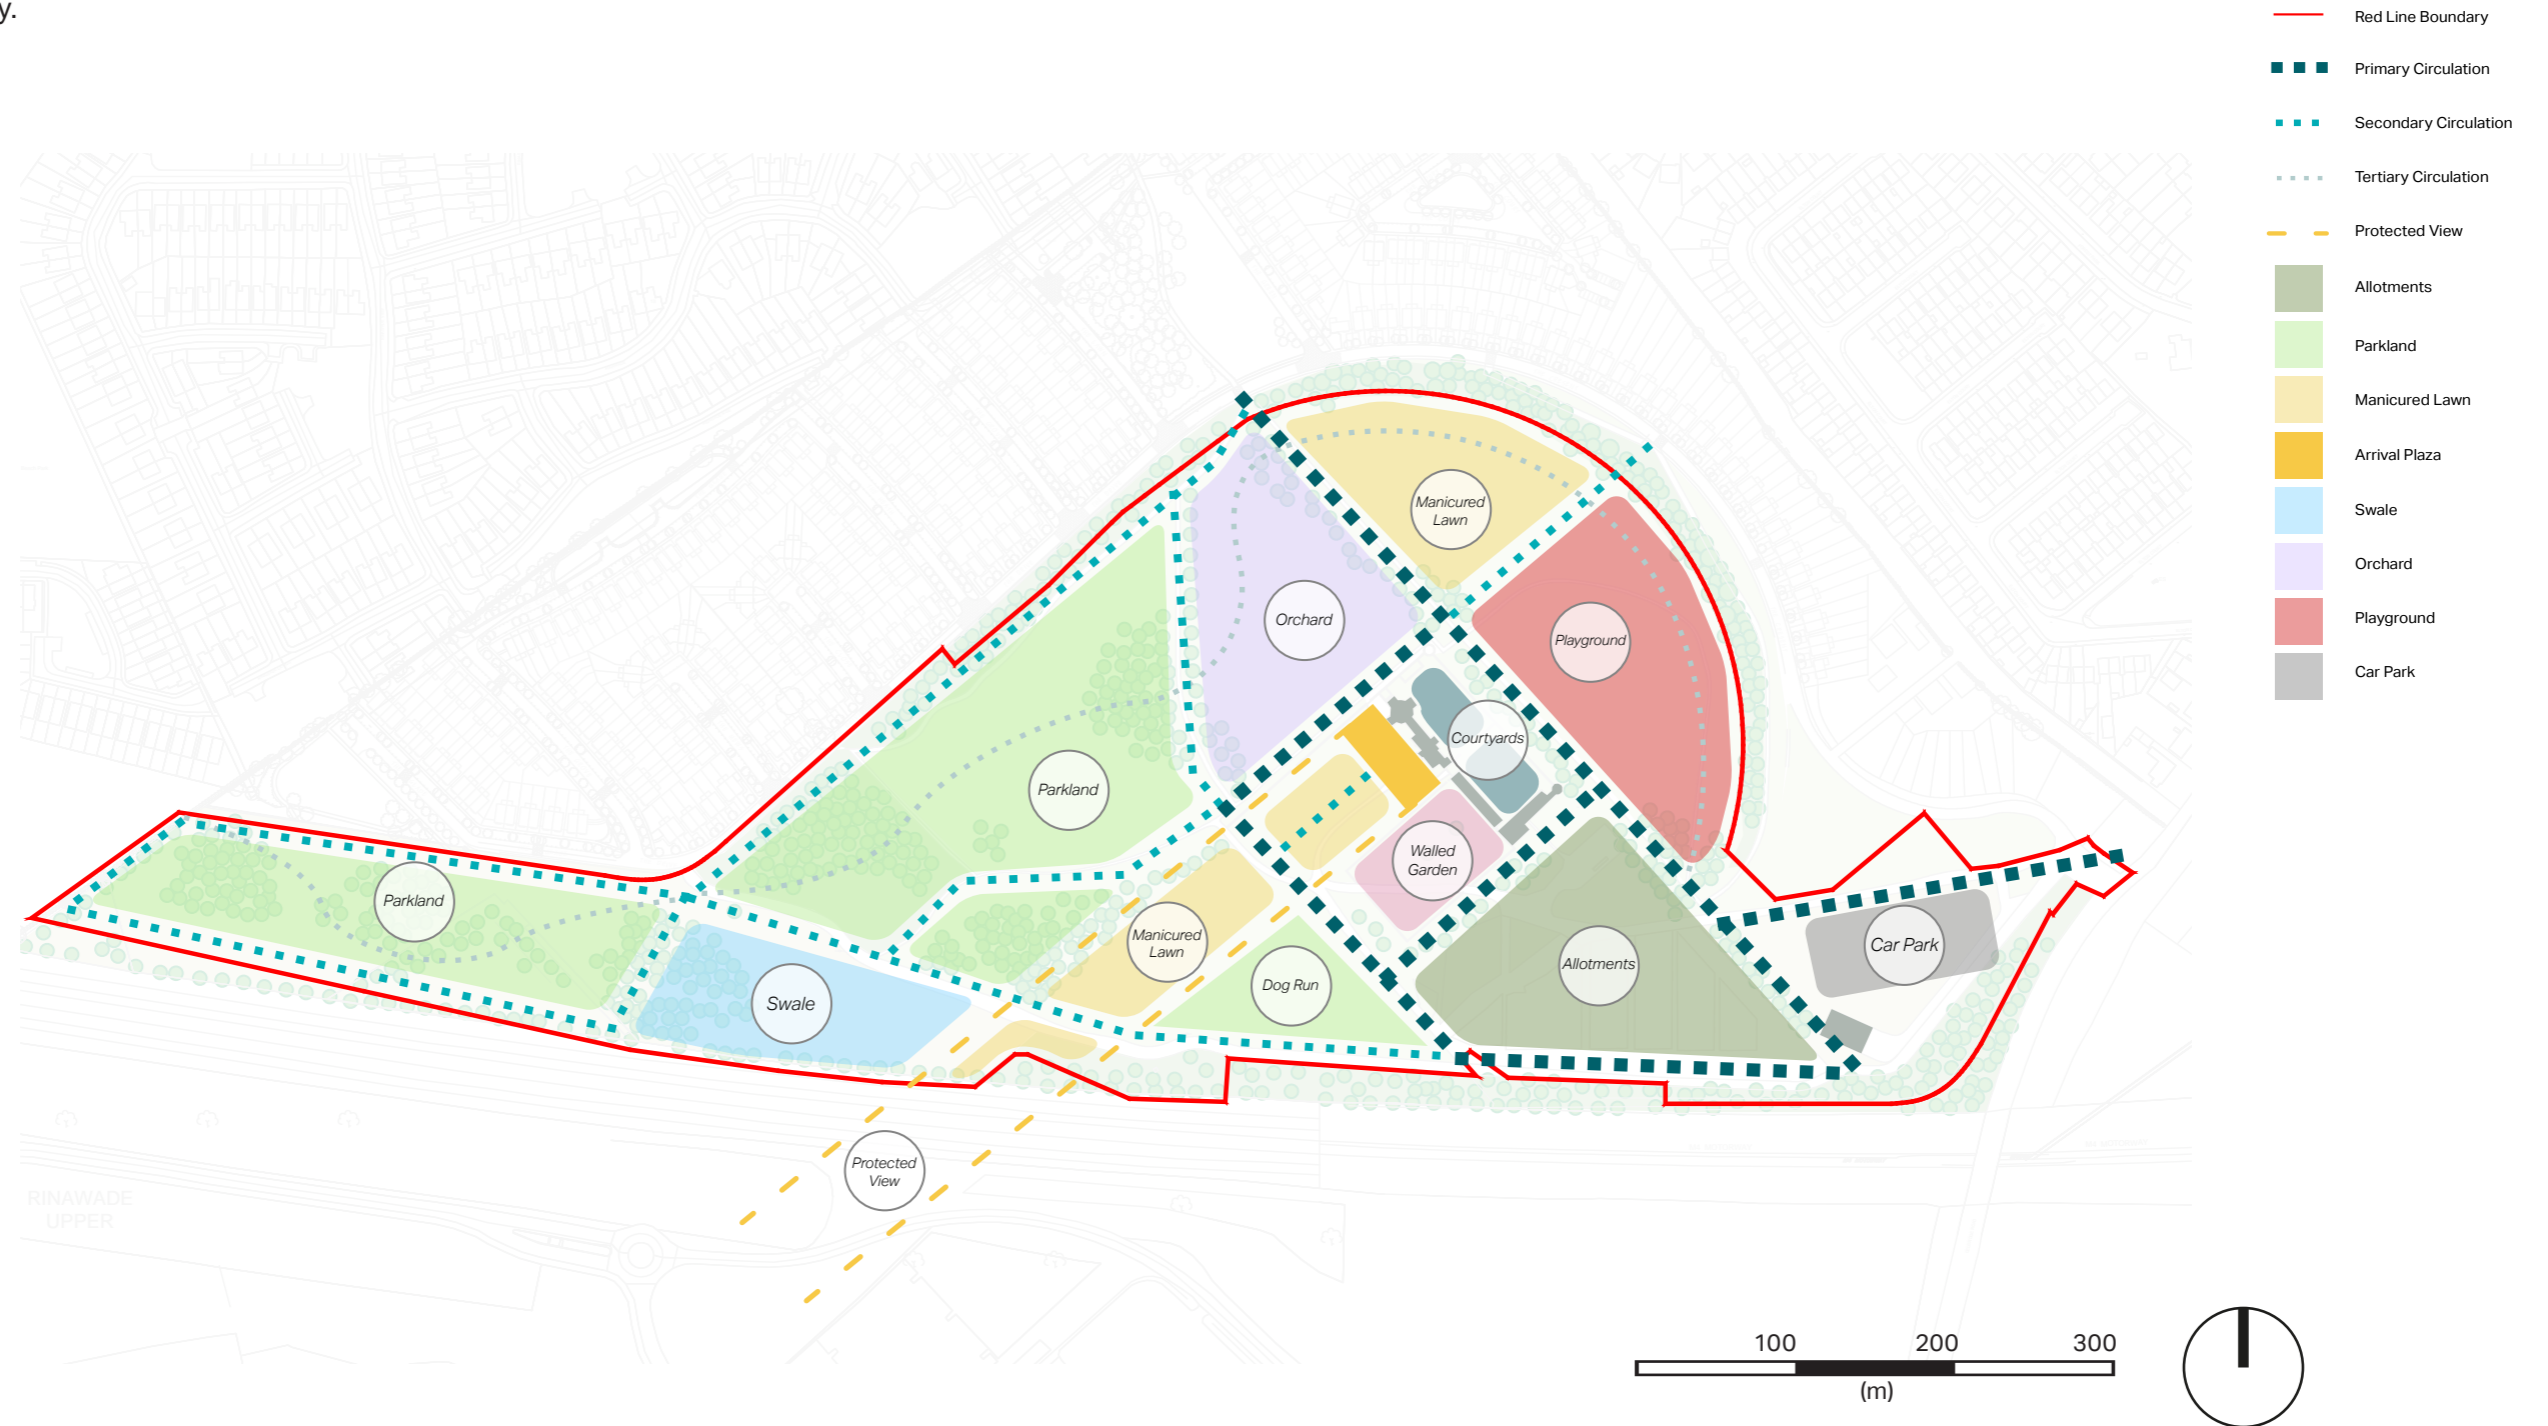 y.
Red Line Boundary
Primary Circulation
Secondary Circulation
Tertiary Circulation
Protected View
Allotments
Parkland
Manicured Lawn
Arrival Plaza
Swale
Orchard
Playground
Car Park
Manicured
Lawn
Orchard
Playground
Courtyards
Parkland
Walled
Garden
Parkland
Manicured
Lawn
Car Park
Allotments
Dog Run
Swale
Protected
View
RINAWADE
UPPER
100 200 300
(m)